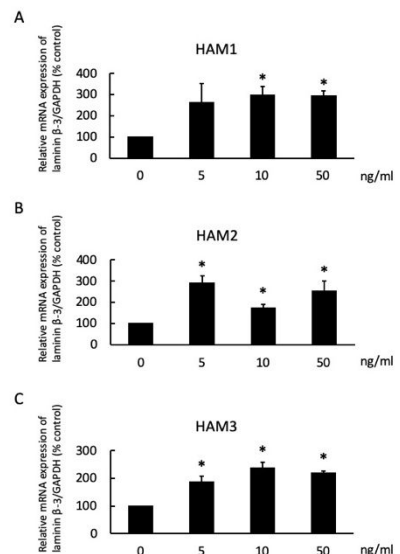 A
HAM1
Relative mRNA expression of
laminin β-3/GAPDH (% control)
400
300
200
100
0
*
*
0 5 10 50 ng/ml
B
HAM2
Relative mRNA expression of
laminin β-3/GAPDH (% control)
400
300
200
100
0
*
*
*
0 5 10 50 ng/ml
C
HAM3
Relative mRNA expression of
laminin β-3/GAPDH (% control)
300
200
100
0
*
*
*
0 5 10 50 ng/ml